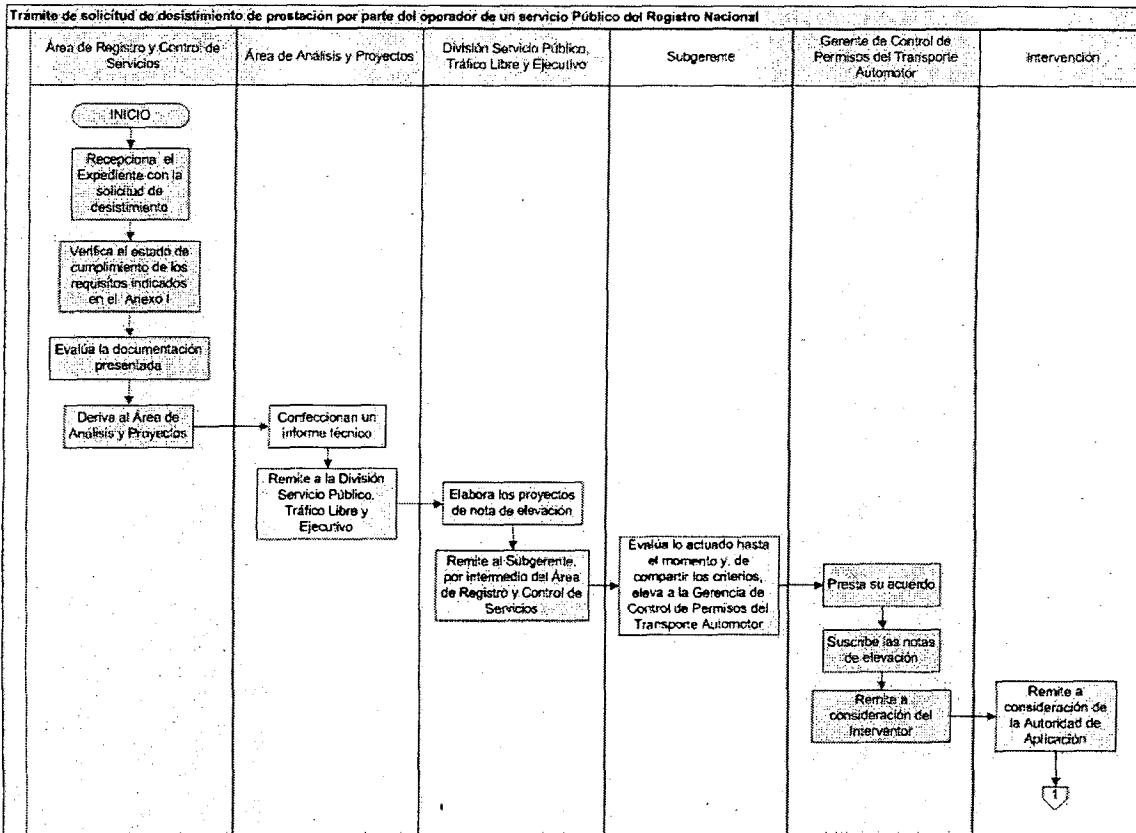 Trámite de solicitud de desistimiento de prestación por parte del operador de un servicio Público del Registro Nacional
Área de Registro y Control de
Servicios
Área de Análisis y Proyectos
División Servicio Público,
Tráfico Libre y Ejecutivo
Subgerente
Gerente de Control de
Permisos del Transporte
Automotor
Intervención
INICIO
Recepciona el
Expediente con la
solicitud de
desistimiento
Verifica el estado de
cumplimiento de los
requisitos indicados
en el Anexo I
Evalúa la documentación
presentada
Deriva al Área de
Análisis y Proyectos
Confeccionan un
informe técnico
Remite a la División
Servicio Público,
Tráfico Libre y
Ejecutivo
Elabora los proyectos
de nota de elevación
Remite al Subgerente,
por intermedio del Área
de Registro y Control de
Servicios
Evalúa lo actuado hasta
el momento y, de
compartir los criterios,
eleva a la Gerencia de
Control de Permisos del
Transporte Automotor
Presta su acuerdo
Suscribe las notas
de elevación
Remite a
consideración del
Interventor
Remite a
consideración de
la Autoridad de
Aplicación
1